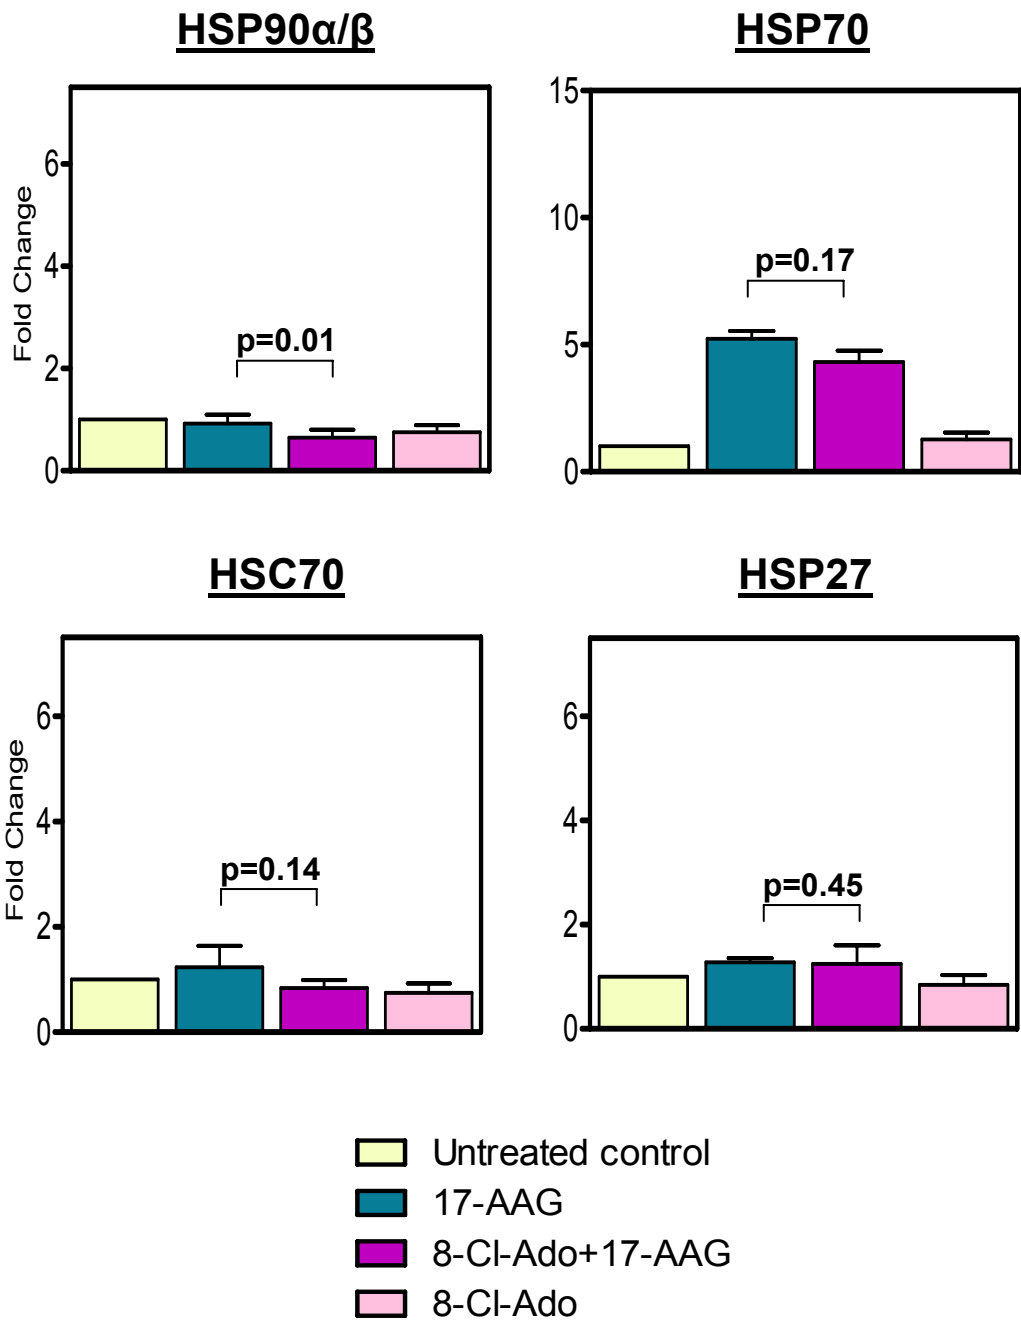 HSP90α/β
HSP70
Fold Change
6
4
2
0
p=0.01
15
10
5
0
p=0.17
HSC70
HSP27
Fold Change
6
4
2
0
p=0.14
6
4
2
0
p=0.45
Untreated control
17-AAG
8-Cl-Ado+17-AAG
8-Cl-Ado